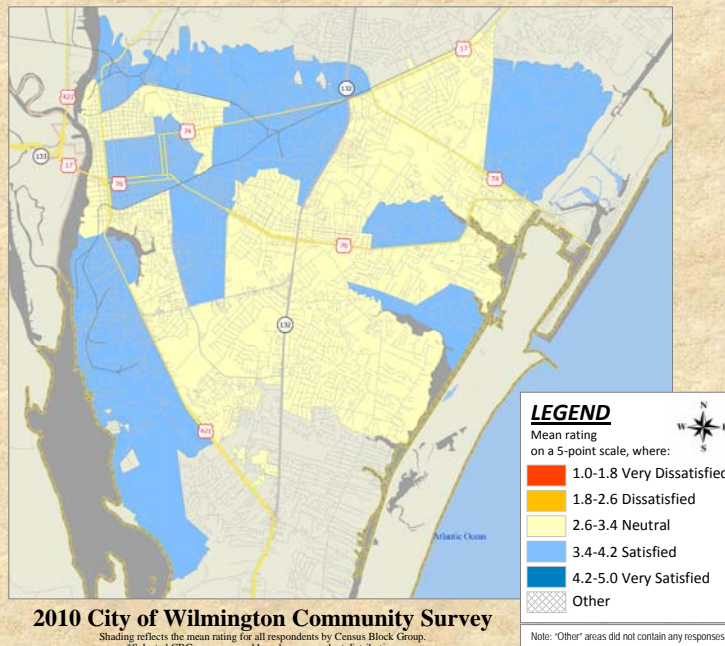 17
132
421
74
133
17
76
74
76
132
421
Atlantic Ocean
LEGEND
N
W E
S
Mean rating
on a 5-point scale, where:
1.0-1.8 Very Dissatisfied
1.8-2.6 Dissatisfied
2.6-3.4 Neutral
3.4-4.2 Satisfied
4.2-5.0 Very Satisfied
Other
2010 City of Wilmington Community Survey
Shading reflects the mean rating for all respondents by Census Block Group.
Note: "Other" areas did not contain any responses